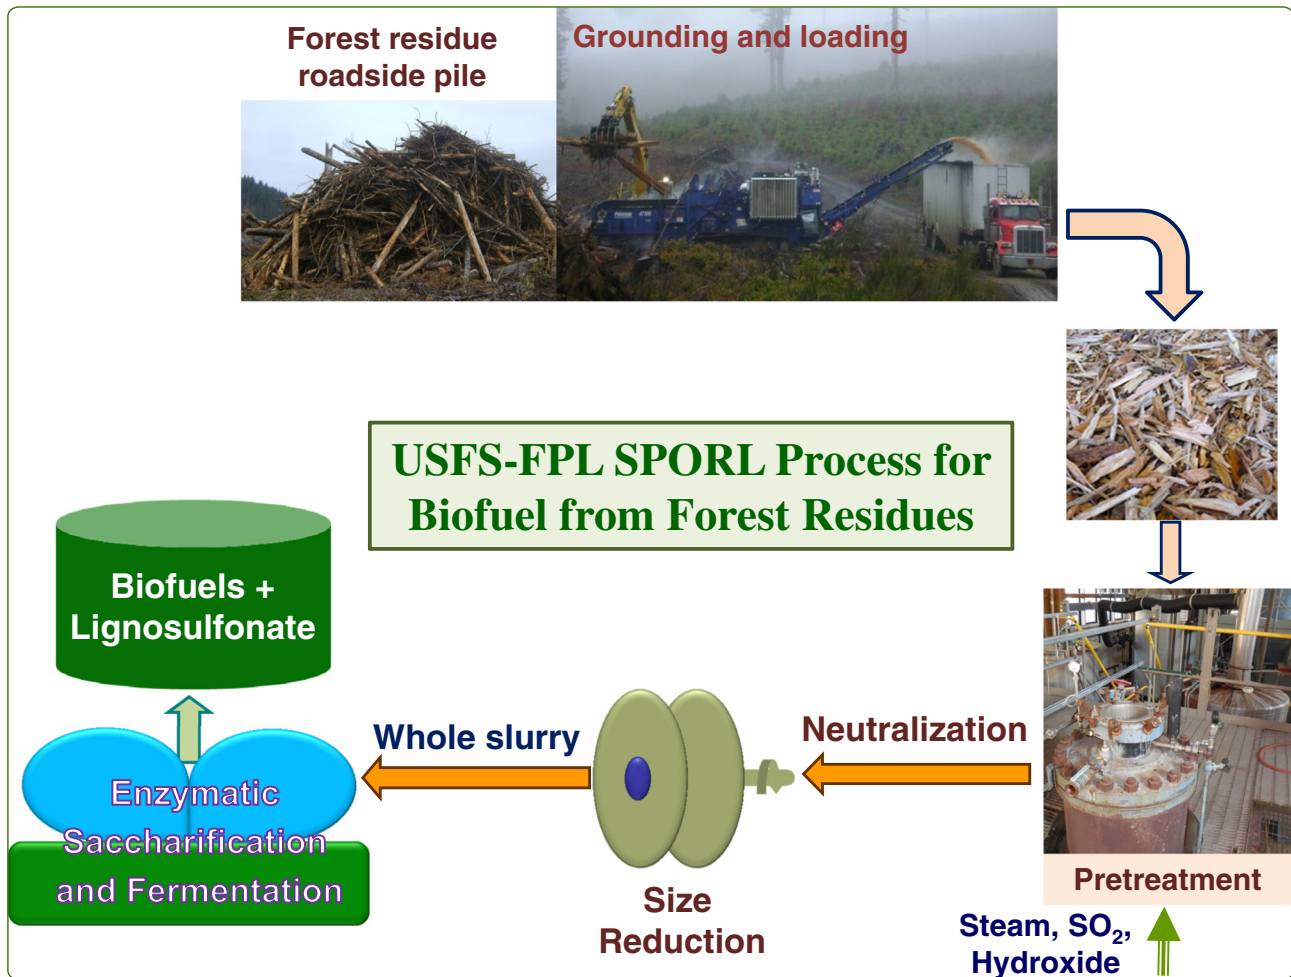 Forest residue
roadside pile
Grounding and loading
USFS-FPL SPORL Process for
Biofuel from Forest Residues
Biofuels +
Lignosulfonate
Whole slurry
Neutralization
Enzymatic
Saccharification
and Fermentation
Size
Reduction
Pretreatment
Steam, SO₂,
Hydroxide